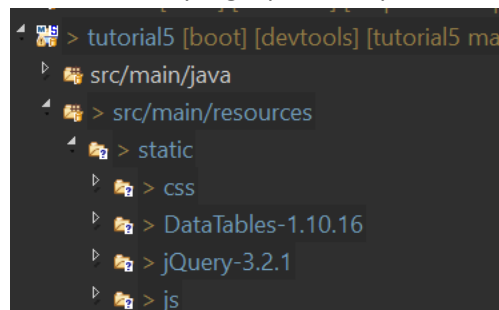 > tutorial5 [boot] [devtools] [tutorial5 ma
src/main/java
> src/main/resources
> static
> css
> DataTables-1.10.16
> jQuery-3.2.1
> js